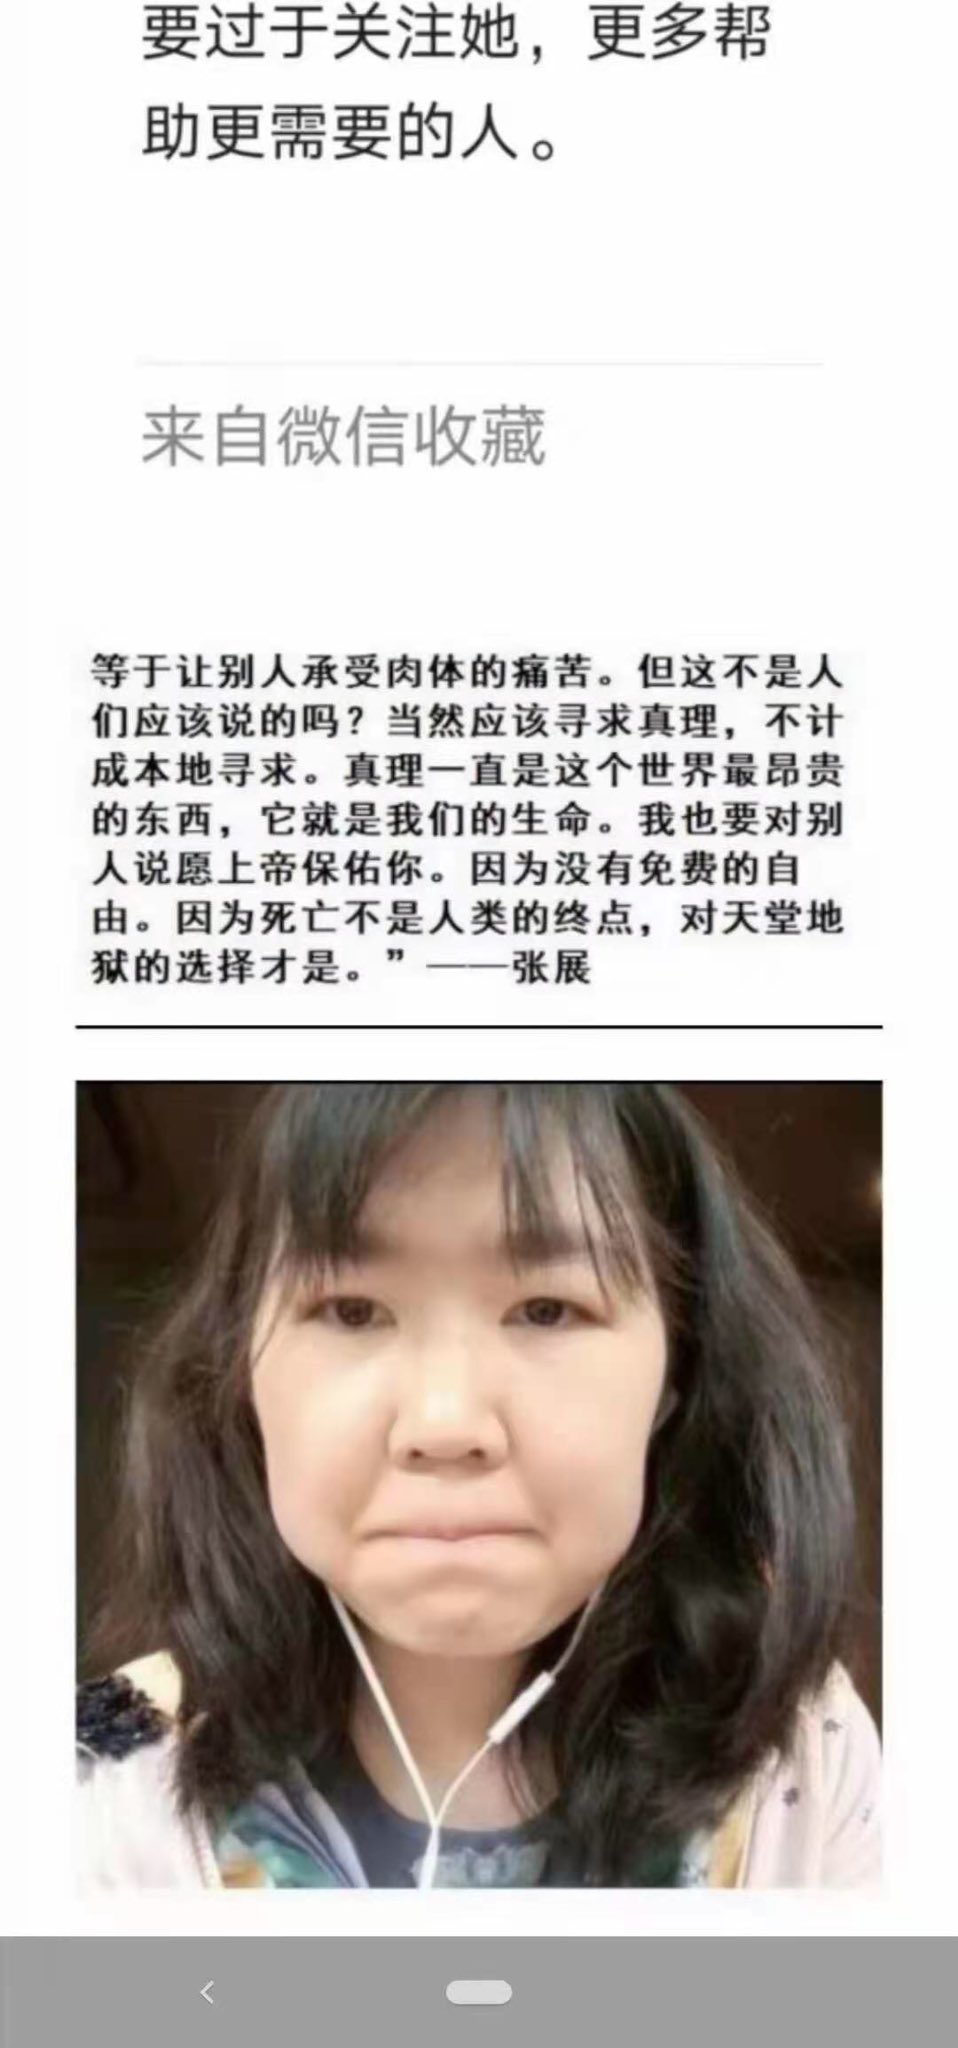 要过于关注她，更多帮
助更需要的人。
来自微信收藏
等于让别人承受肉体的痛苦。但这不是人
们应该说的吗？当然应该寻求真理，不计
成本地寻求。真理一直是这个世界最昂贵
的东西，它就是我们的生命。我也要对别
人说愿上帝保佑你。因为没有免费的自
由。因为死亡不是人类的终点，对天堂地
狱的选择才是。”——张展